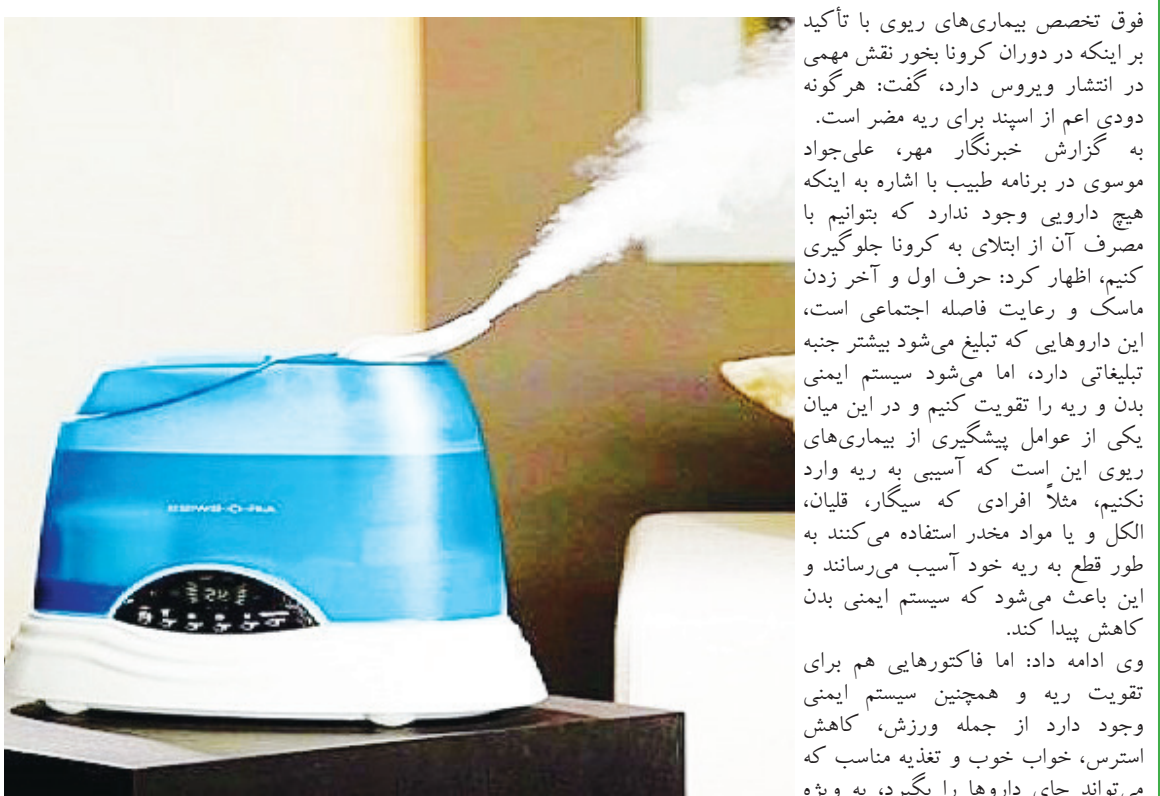 فوق تخصص بیماری‌های ریوی با تأکید
بر اینکه در دوران کرونا بخور نقش مهمی
در انتشار ویروس دارد، گفت: هرگونه
دودی اعم از اسپند برای ریه مضر است.
به گزارش خبرنگار مهر، علی‌جواد
موسوی در برنامه طبیب با اشاره به اینکه
هیچ دارویی وجود ندارد که بتوانیم با
مصرف آن از ابتلای به کرونا جلوگیری
کنیم، اظهار کرد: حرف اول و آخر زدن
ماسک و رعایت فاصله اجتماعی است،
این داروهایی که تبلیغ می‌شود بیشتر جنبه
تبلیغاتی دارد، اما می‌شود سیستم ایمنی
بدن و ریه را تقویت کنیم و در این میان
یکی از عوامل پیشگیری از بیماری‌های
ریوی این است که آسیبی به ریه وارد
نکنیم، مثلاً افرادی که سیگار، قلیان،
الکل و یا مواد مخدر استفاده می‌کنند به
طور قطع به ریه خود آسیب می‌رسانند و
این باعث می‌شود که سیستم ایمنی بدن
کاهش پیدا کند.
وی ادامه داد: اما فاکتورهایی هم برای
تقویت ریه و همچنین سیستم ایمنی
وجود دارد از جمله ورزش، کاهش
استرس، خواب خوب و تغذیه مناسب که
می‌تواند جای داروها را بگیرد، به ویژه